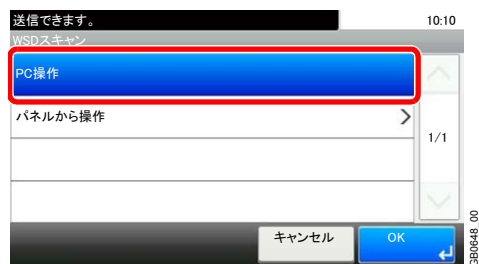 送信できます。 10:10
WSDスキャン
PC操作
パネルから操作
1/1
キャンセル OK
GB0648_00